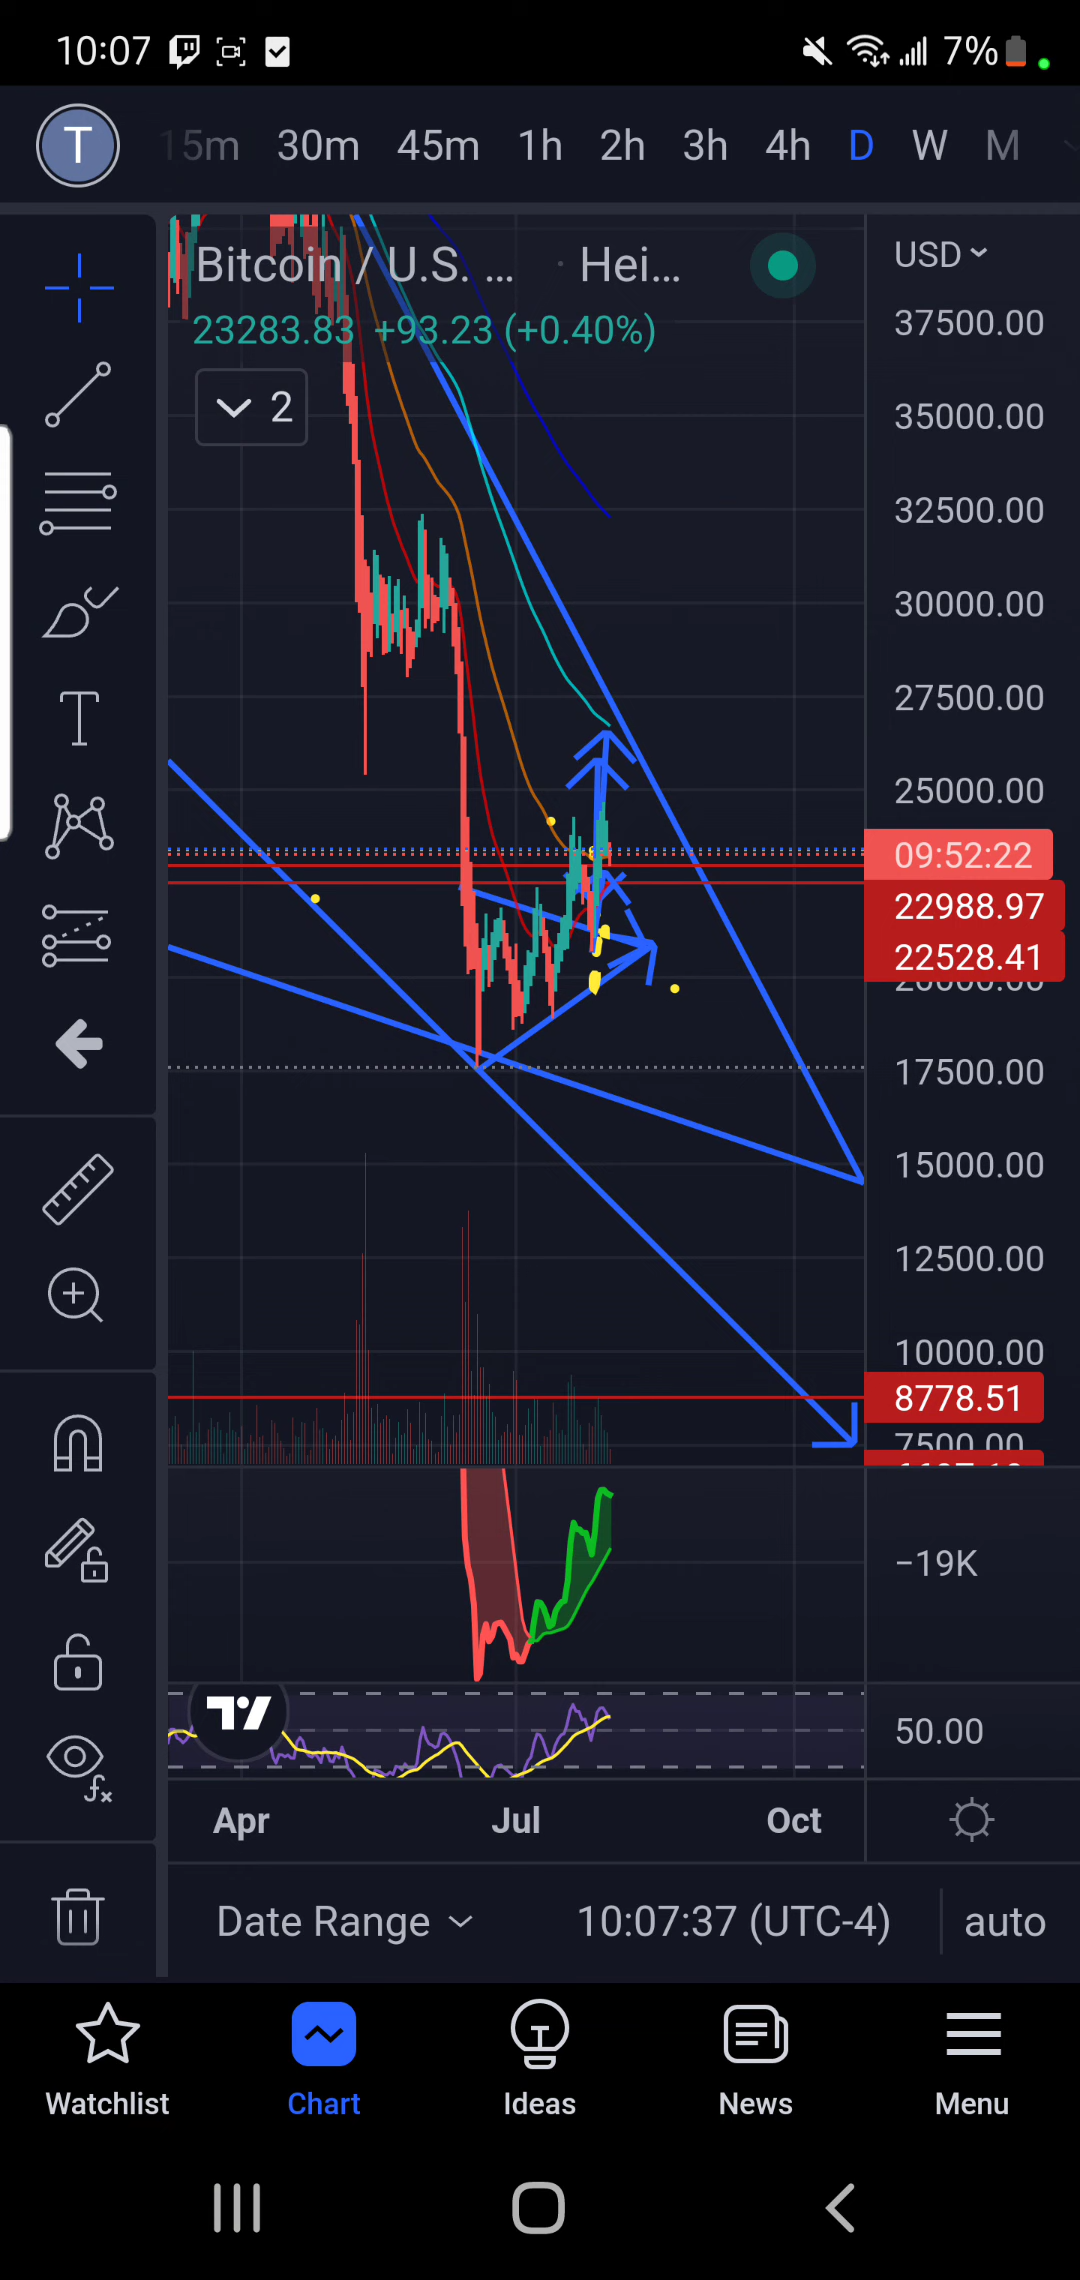 10:07 7%
T 15m 30m 45m 1h 2h 3h 4h D W M
Bitcoin / U.S. ... · Hei...
USD
23283.83 +93.23 (+0.40%)
2
37500.00
35000.00
32500.00
30000.00
27500.00
25000.00
09:52:22
22988.97
22528.41
17500.00
15000.00
12500.00
10000.00
8778.51
7500.00
−19K
50.00
Apr Jul Oct
Date Range 10:07:37 (UTC-4) auto
Watchlist Chart Ideas News Menu